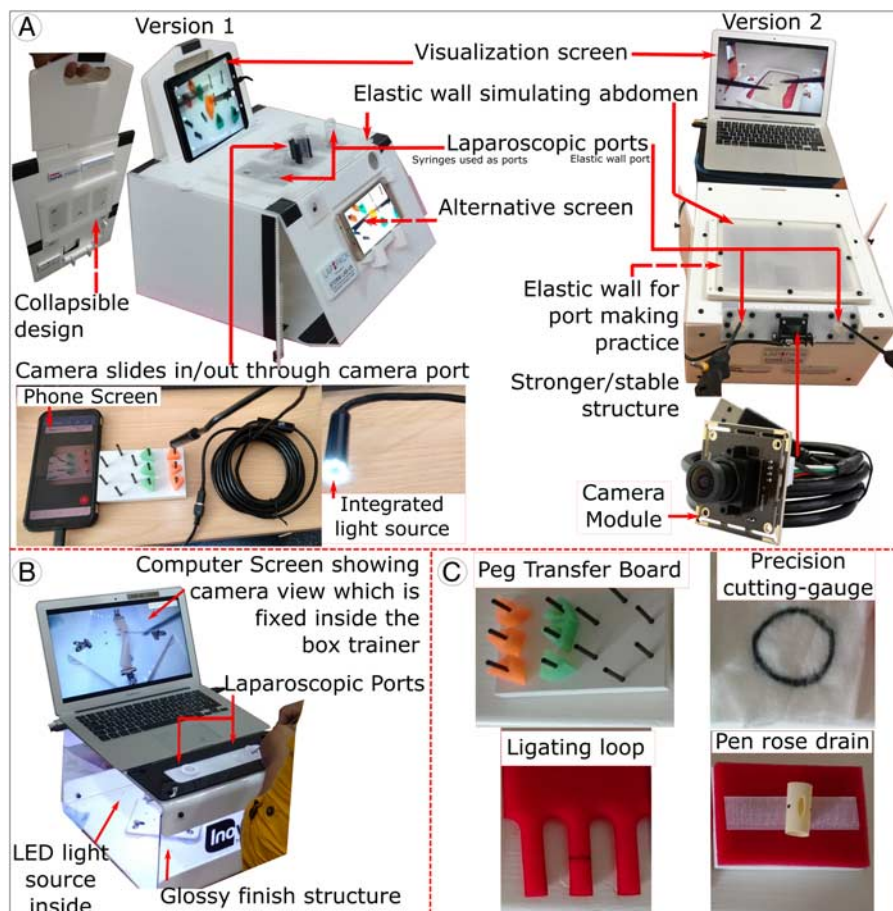 A
Version 1
Version 2
Visualization screen
Elastic wall simulating abdomen
Laparoscopic ports
Syringes used as ports
Elastic wall port
Alternative screen
Collapsible
design
Elastic wall for
port making
practice
Camera slides in/out through camera port
Stronger/stable
structure
Phone Screen
Integrated
light source
Camera
Module
B
Computer Screen showing
camera view which is
fixed inside the
box trainer
Laparoscopic Ports
LED light
source
inside
Glossy finish structure
C
Peg Transfer Board
Precision
cutting-gauge
Ligating loop
Pen rose drain